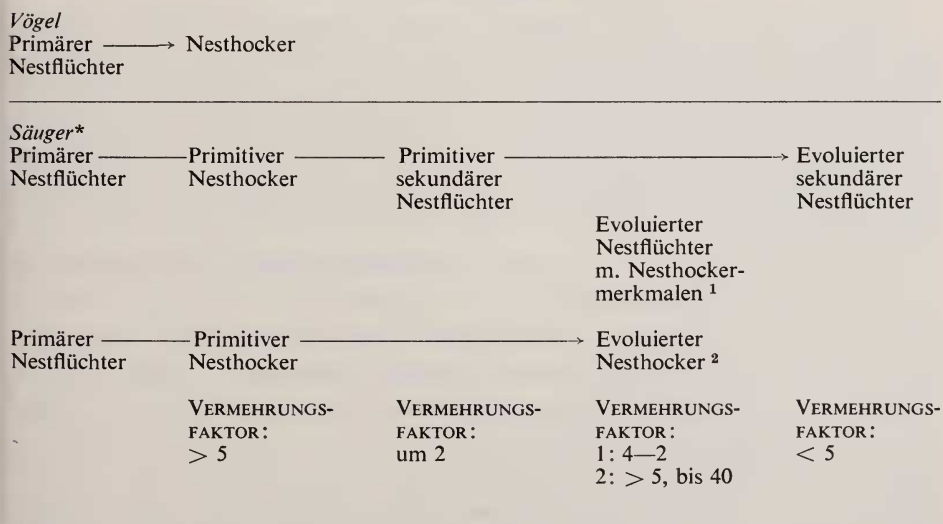 Vögel
Primärer → Nesthocker
Nestflüchter
Säuger*
Primärer — Primitiver — Primitiver → Evoluierter
Nestflüchter Nesthocker sekundärer sekundärer
Nestflüchter Nestflüchter
Evoluierter
Nestflüchter
m. Nesthocker-
merkmalen ¹
Primärer — Primitiver → Evoluierter
Nestflüchter Nesthocker Nesthocker ²
VERMEHRUNGS- VERMEHRUNGS- VERMEHRUNGS- VERMEHRUNGS-
FAKTOR: FAKTOR: FAKTOR: FAKTOR:
> 5 um 2 1: 4—2 < 5
2: > 5, bis 40